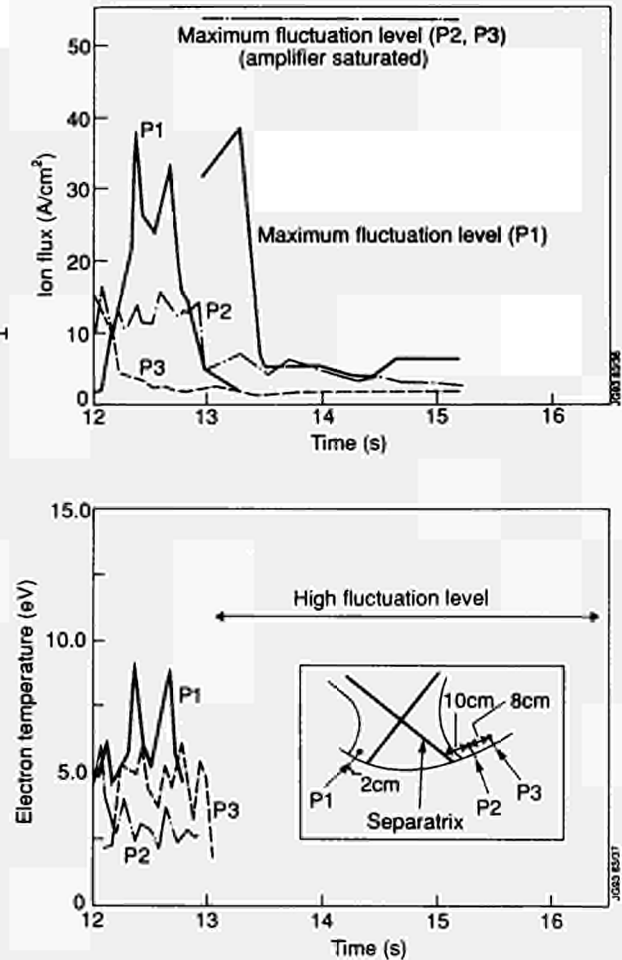 Maximum fluctuation level (P2, P3)
(amplifier saturated)
50
40
30
20
10
0
Ion flux (A/cm²)
P1
Maximum fluctuation level (P1)
P2
P3
12 13 14 15 16
Time (s)
15.0
10.0
5.0
0
Electron temperature (eV)
High fluctuation level
P1
P3
P2
10cm 8cm
2cm
P1
P2
P3
Separatrix
12 13 14 15 16
Time (s)